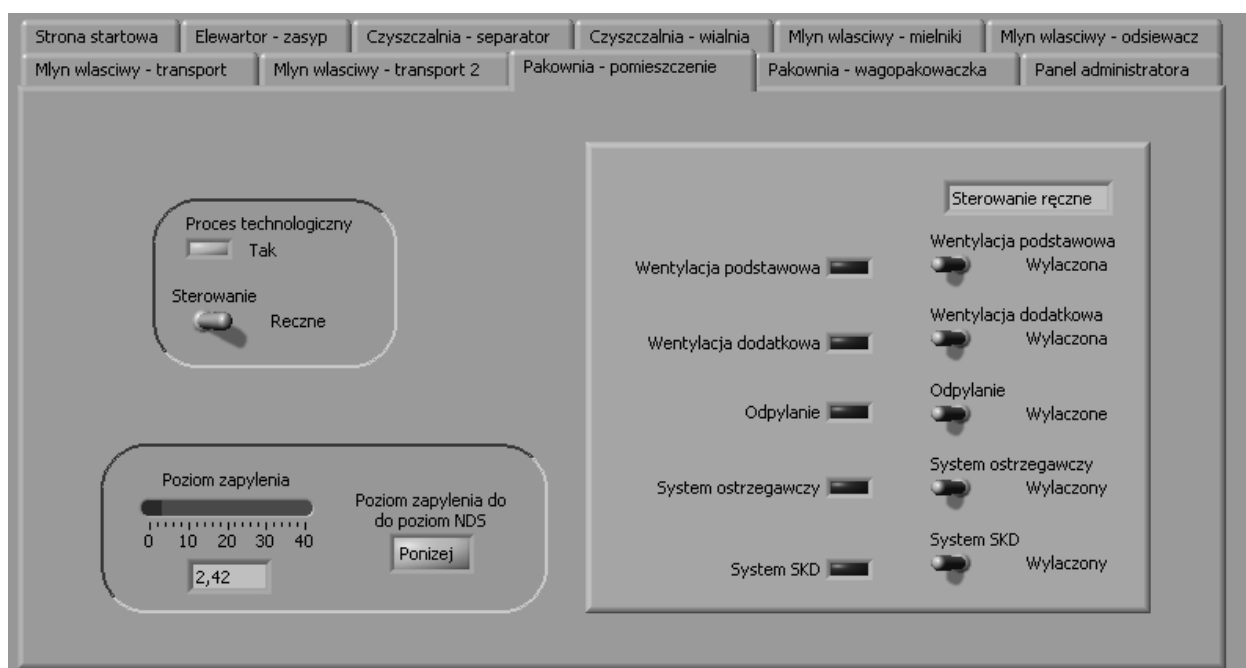 Strona startowa
Elewartor - zasyp
Czyszczalnia - separator
Czyszczalnia - wialnia
Mlyn wlasciwy - mielniki
Mlyn wlasciwy - odsiewacz
Mlyn wlasciwy - transport
Mlyn wlasciwy - transport 2
Pakownia - pomieszczenie
Pakownia - wagopakowaczka
Panel administratora
Proces technologiczny
Tak
Sterowanie
Reczne
Poziom zapylenia
0 10 20 30 40
2,42
Poziom zapylenia do
do poziom NDS
Ponizej
Sterowanie ręczne
Wentylacja podstawowa
Wentylacja podstawowa
Wylaczona
Wentylacja dodatkowa
Wentylacja dodatkowa
Wylaczona
Odpylanie
Odpylanie
Wylaczone
System ostrzegawczy
System ostrzegawczy
Wylaczony
System SKD
System SKD
Wylaczony